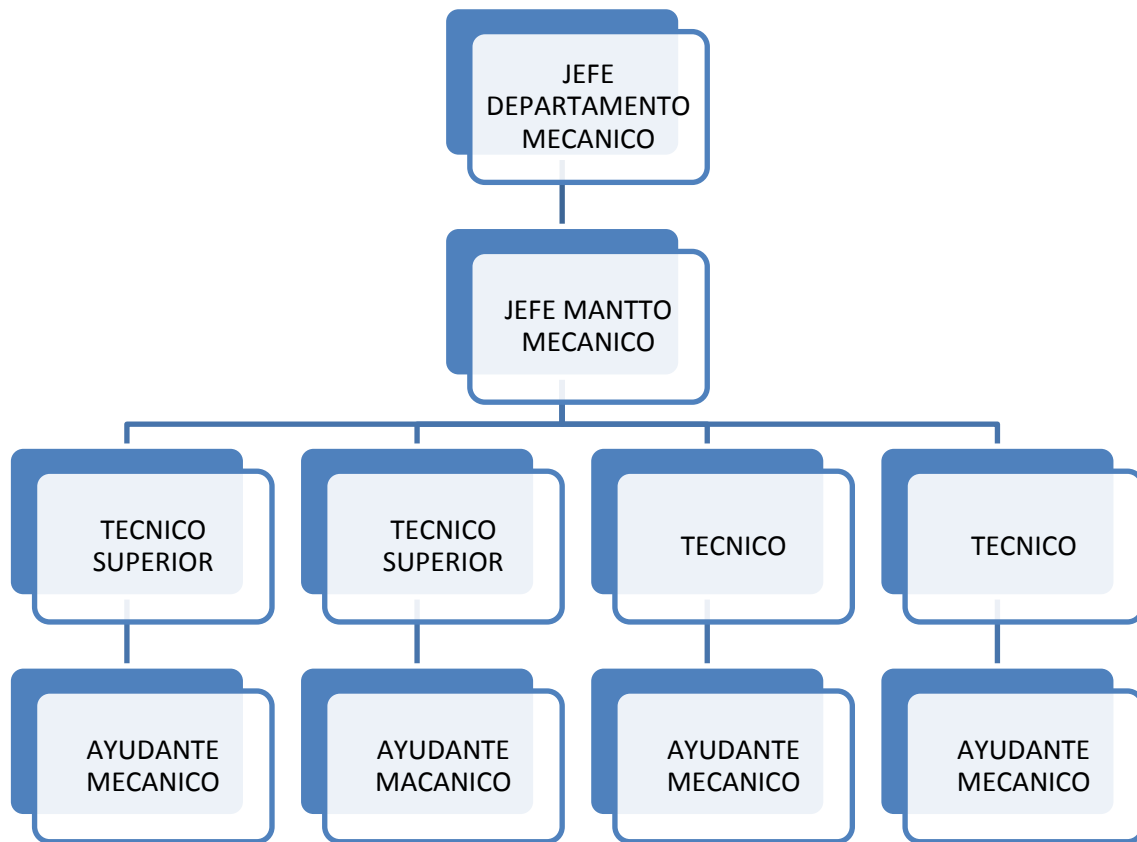 JEFE
DEPARTAMENTO
MECANICO
JEFE MANTTO
MECANICO
TECNICO
SUPERIOR
TECNICO
SUPERIOR
TECNICO
TECNICO
AYUDANTE
MECANICO
AYUDANTE
MACANICO
AYUDANTE
MECANICO
AYUDANTE
MECANICO